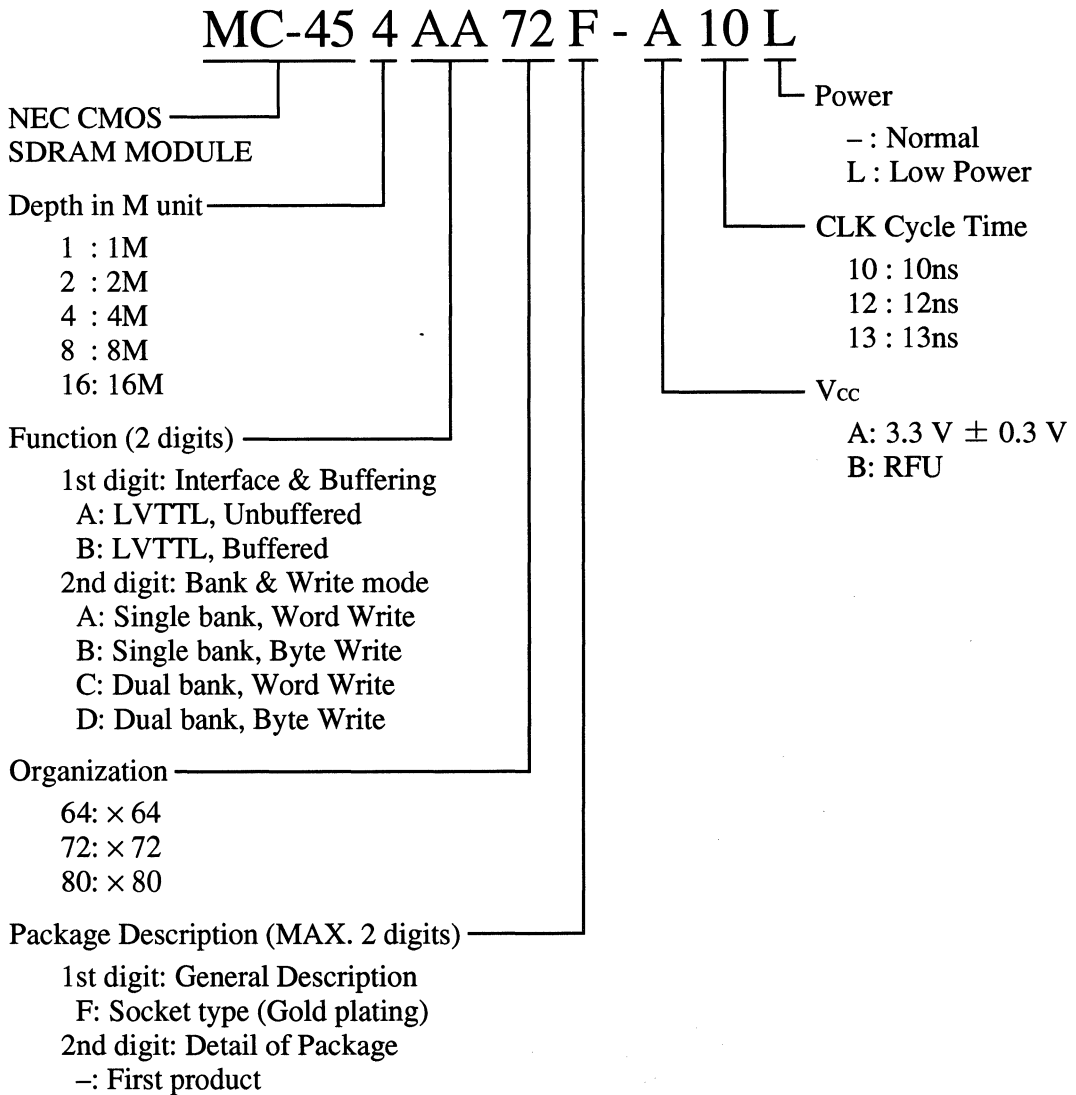 MC-45 4 AA 72 F - A 10 L
NEC CMOS
SDRAM MODULE
Depth in M unit
1 : 1M
2 : 2M
4 : 4M
8 : 8M
16: 16M
Function (2 digits)
1st digit: Interface & Buffering
A: LVTTL, Unbuffered
B: LVTTL, Buffered
2nd digit: Bank & Write mode
A: Single bank, Word Write
B: Single bank, Byte Write
C: Dual bank, Word Write
D: Dual bank, Byte Write
Organization
64: × 64
72: × 72
80: × 80
Package Description (MAX. 2 digits)
1st digit: General Description
F: Socket type (Gold plating)
2nd digit: Detail of Package
–: First product
Power
– : Normal
L : Low Power
CLK Cycle Time
10 : 10ns
12 : 12ns
13 : 13ns
Vcc
A: 3.3 V ± 0.3 V
B: RFU